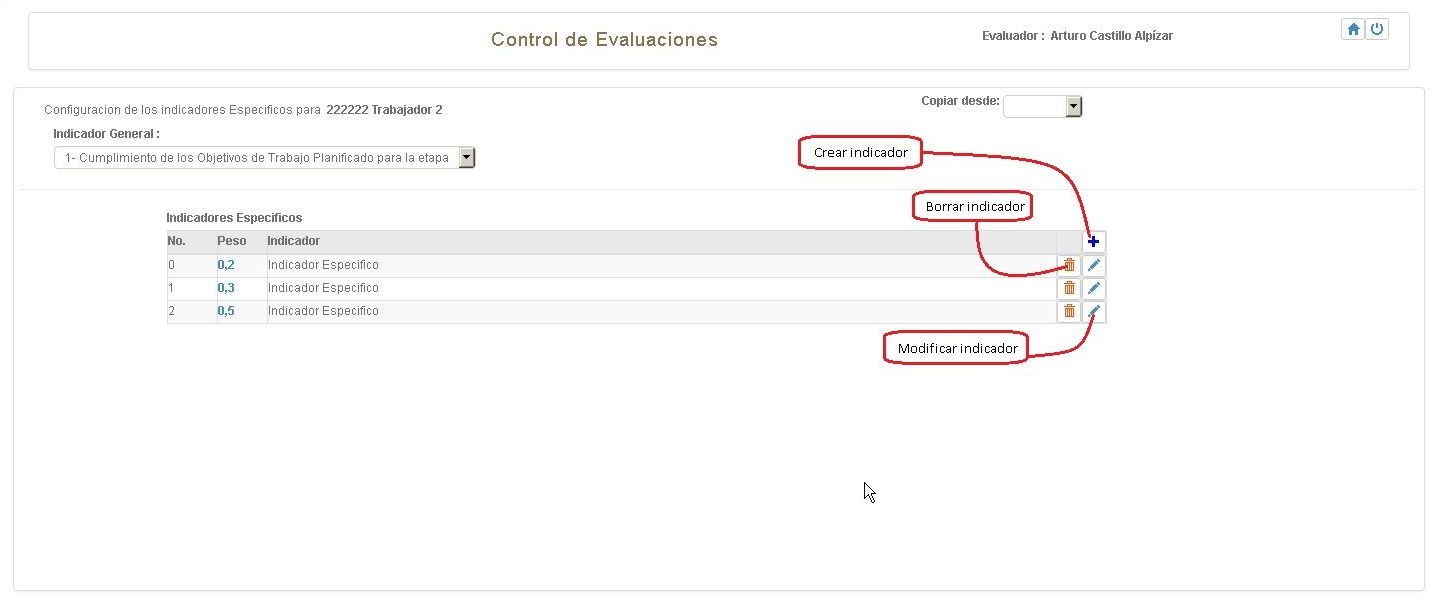 Control de Evaluaciones
Evaluador : Arturo Castillo Alpízar
Configuracion de los indicadores Especificos para 222222 Trabajador 2
Copiar desde:
Indicador General :
1- Cumplimiento de los Objetivos de Trabajo Planificado para la etapa
Crear indicador
Borrar indicador
Indicadores Especificos
No. Peso Indicador
0 0,2 Indicador Especifico
1 0,3 Indicador Especifico
2 0,5 Indicador Especifico
Modificar indicador